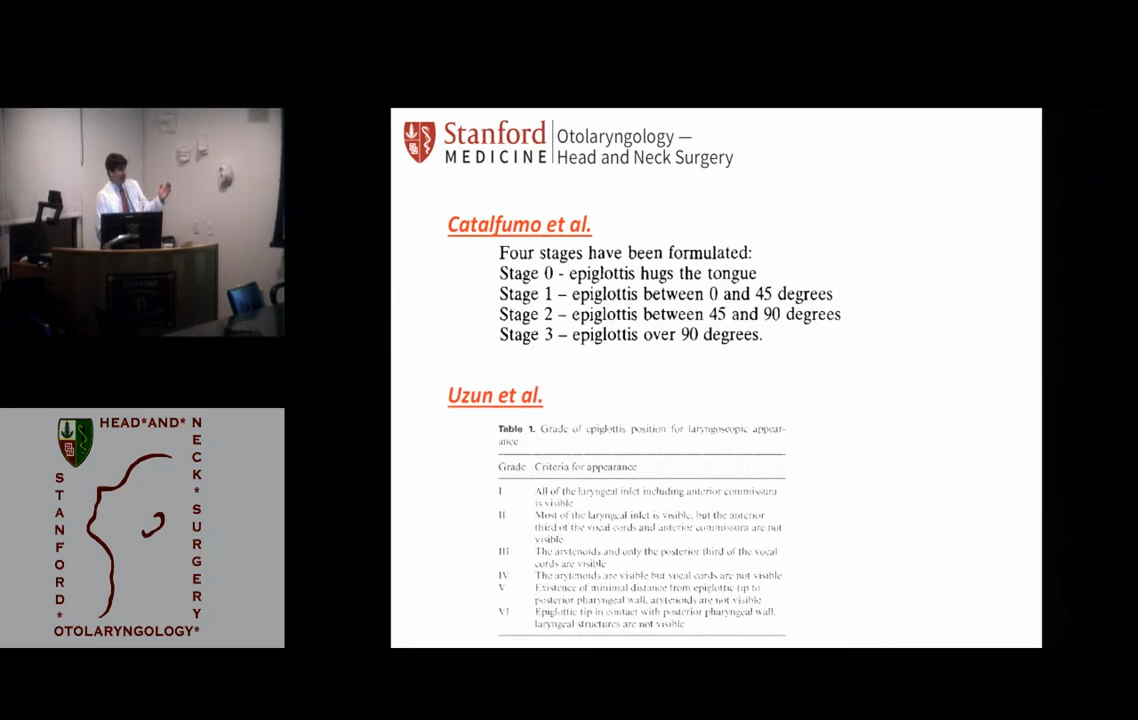 Stanford
MEDICINE
Otolaryngology —
Head and Neck Surgery
Catalfumo et al.
Four stages have been formulated:
Stage 0 - epiglottis hugs the tongue
Stage 1 – epiglottis between 0 and 45 degrees
Stage 2 – epiglottis between 45 and 90 degrees
Stage 3 – epiglottis over 90 degrees.
Uzun et al.
Table 1. Grade of epiglottis position for laryngoscopic appear-
ance
Grade Criteria for appearance
I All of the laryngeal inlet including anterior commissura
is visible
II Most of the laryngeal inlet is visible, but the anterior
third of the vocal cords and anterior commissura are not
visible
III The arytenoids and only the posterior third of the vocal
cords are visible
IV The arytenoids are visible but vocal cords are not visible
V Existence of minimal distance from epiglottic tip to
posterior pharyngeal wall, arytenoids are not visible
VI Epiglottic tip in contact with posterior pharyngeal wall,
laryngeal structures are not visible
HEAD*AND*
NECK*SURGERY
STANFORD*
OTOLARYNGOLOGY*